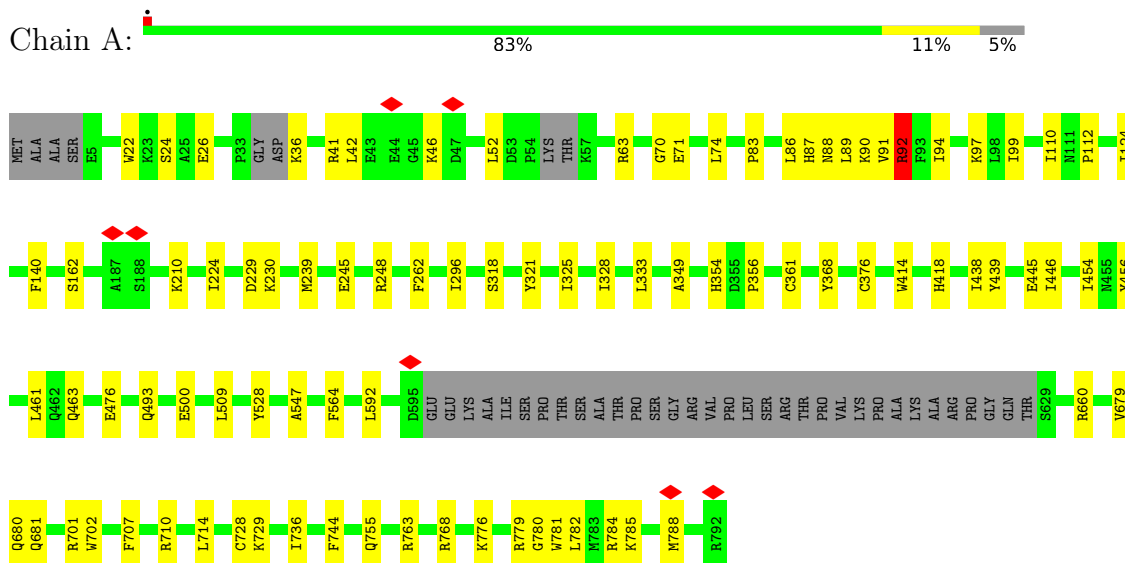 Chain A:
83% 11% 5%
MET ALA ALA SER E5 W22 K23 S24 A25 E26 P33 GLY ASP K36 R41 L42 E43 E44 G45 K46 D47 L52 D53 P54 LYS THR K57 R63 G70 E71 L74 P83 L86 H87 N88 L89 K90 V91 R92 F93 I94 K97 L98 I99 I110 N111 P112
F140 S162 A187 S188 K210 I224 D229 K230 M239 E245 R248 F262 I296 S318 Y321 I325 I328 L333 A349 H354 D355 P356 C361 Y368 C376 W414 H418 I438 Y439 E445 I446 I454 N455
L461 Q462 Q463 E476 Q493 E500 L509 Y528 A547 F564 L592 D595 GLU GLU LYS ALA ILE SER PRO THR SER ALA THR PRO SER GLY ARG VAL PRO LEU SER ARG THR PRO VAL LYS PRO ALA LYS ALA ARG PRO GLY GLN THR S629 R660 V679
Q680 Q681 R701 W702 F707 R710 L714 C728 K729 I736 F744 Q755 R763 R768 K776 R779 G780 W781 L782 M783 R784 K785 M788 R792